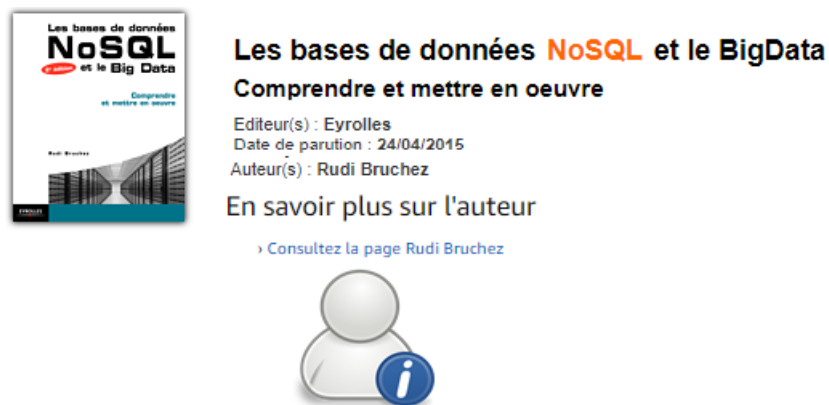 Les bases de données
NoSQL
2e édition et le Big Data
Comprendre
et mettre en oeuvre
Rudi Bruchez
EYROLLES
Les bases de données NoSQL et le BigData
Comprendre et mettre en oeuvre
Editeur(s) : Eyrolles
Date de parution : 24/04/2015
Auteur(s) : Rudi Bruchez
En savoir plus sur l'auteur
› Consultez la page Rudi Bruchez
i